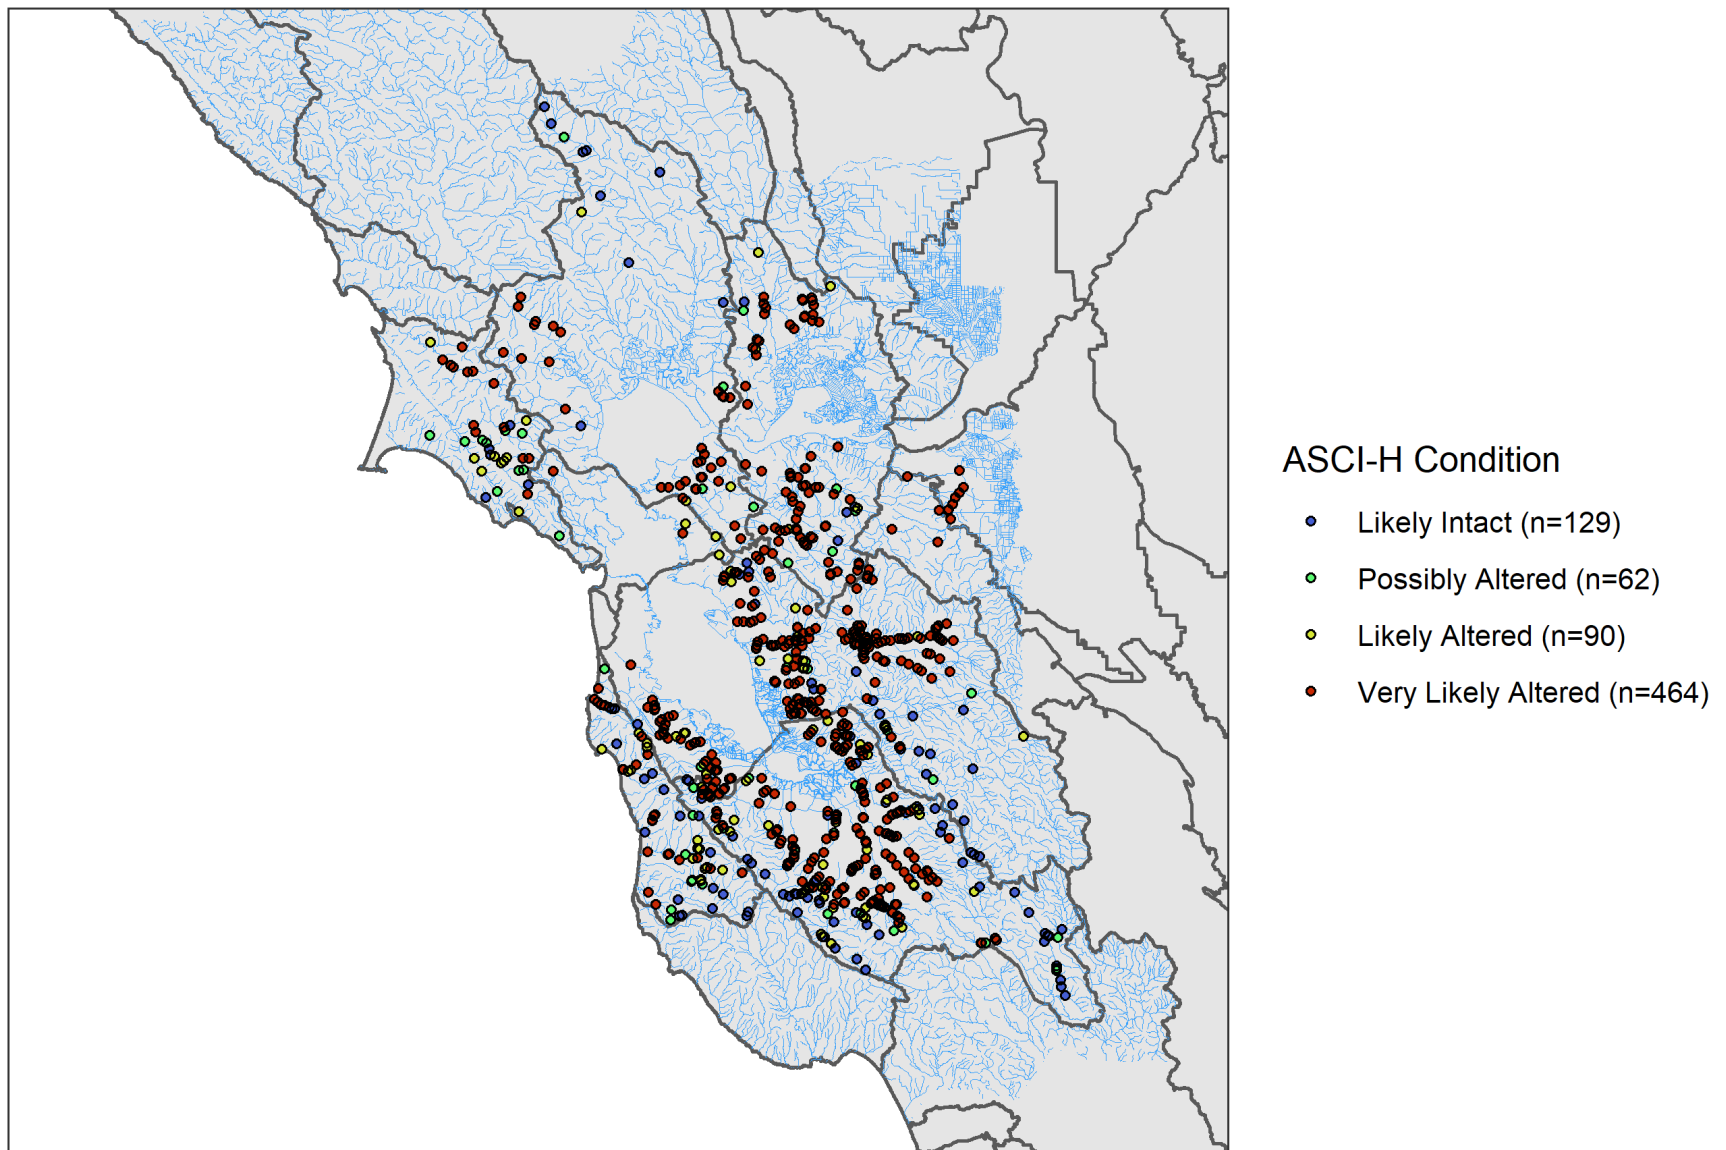 ASCI-H Condition
Likely Intact (n=129)
Possibly Altered (n=62)
Likely Altered (n=90)
Very Likely Altered (n=464)